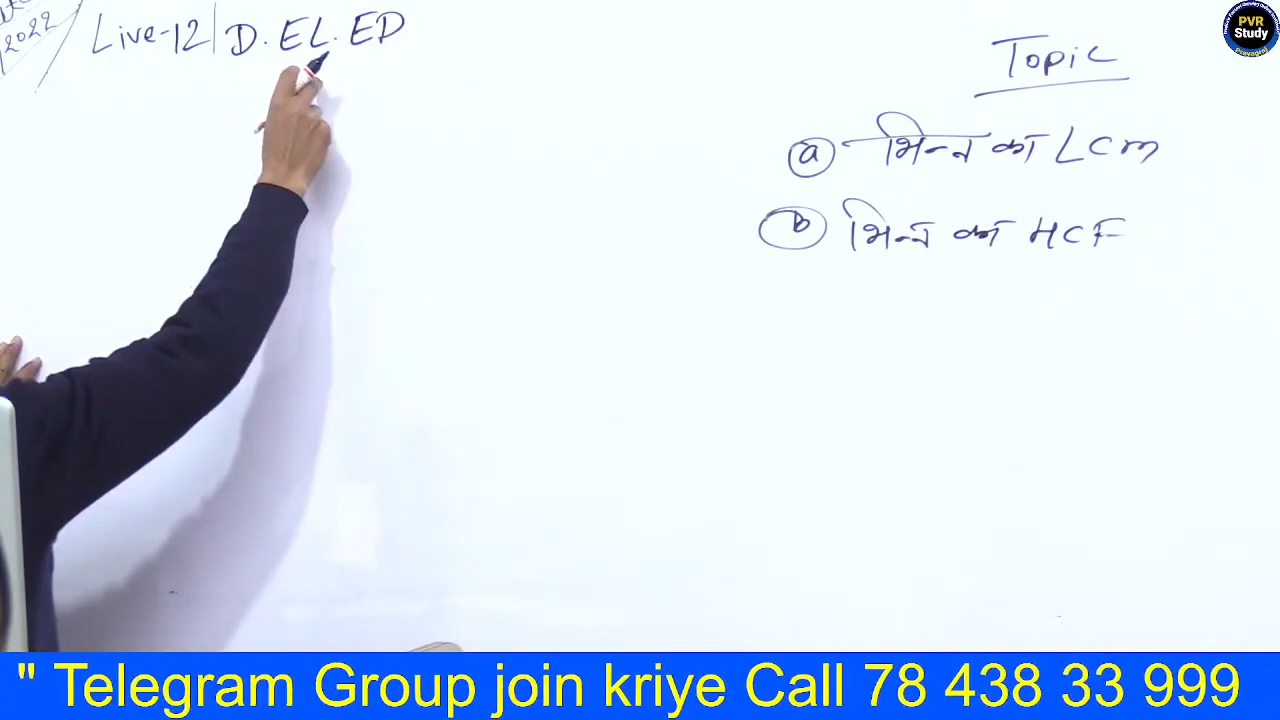 2022
Live-12 | D.EL.ED
Topic
(a) भिन्न का LCM
(b) भिन्न का HCF
PVR
Study
Prayagraj
" Telegram Group join kriye Call 78 438 33 999